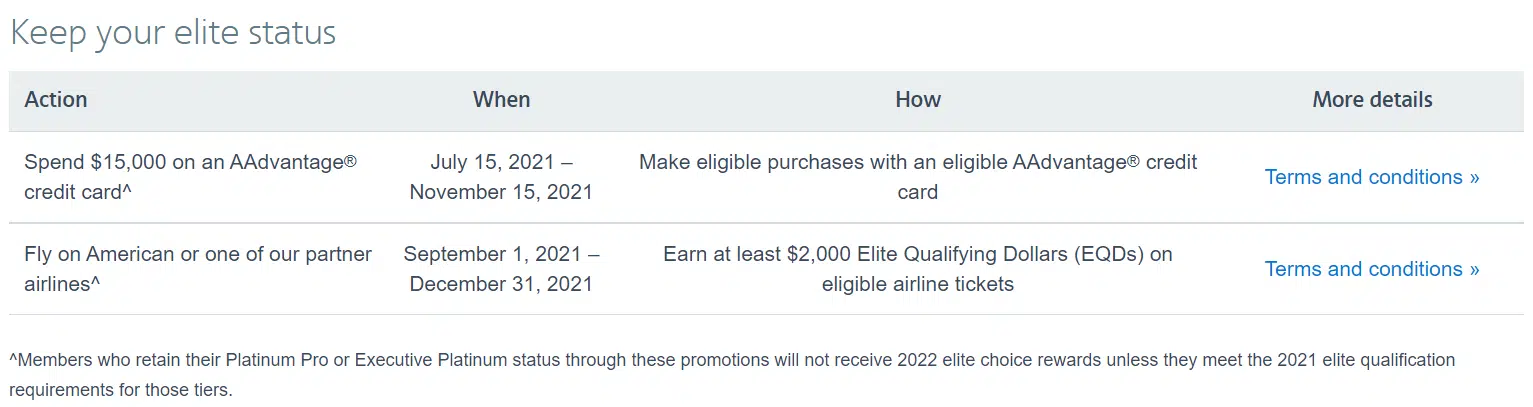 Keep your elite status
Action When How More details
Spend $15,000 on an AAdvantage® July 15, 2021 – Make eligible purchases with an eligible AAdvantage® credit Terms and conditions »
credit card^ November 15, 2021 card
Fly on American or one of our partner September 1, 2021 – Earn at least $2,000 Elite Qualifying Dollars (EQDs) on Terms and conditions »
airlines^ December 31, 2021 eligible airline tickets
^Members who retain their Platinum Pro or Executive Platinum status through these promotions will not receive 2022 elite choice rewards unless they meet the 2021 elite qualification
requirements for those tiers.